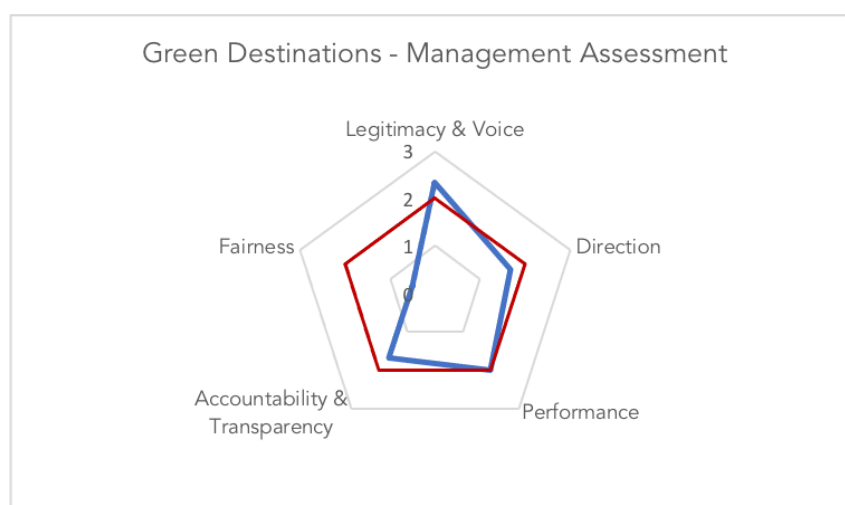 Green Destinations - Management Assessment
Legitimacy & Voice
3
2
1
0
Fairness
Direction
Accountability &
Transparency
Performance